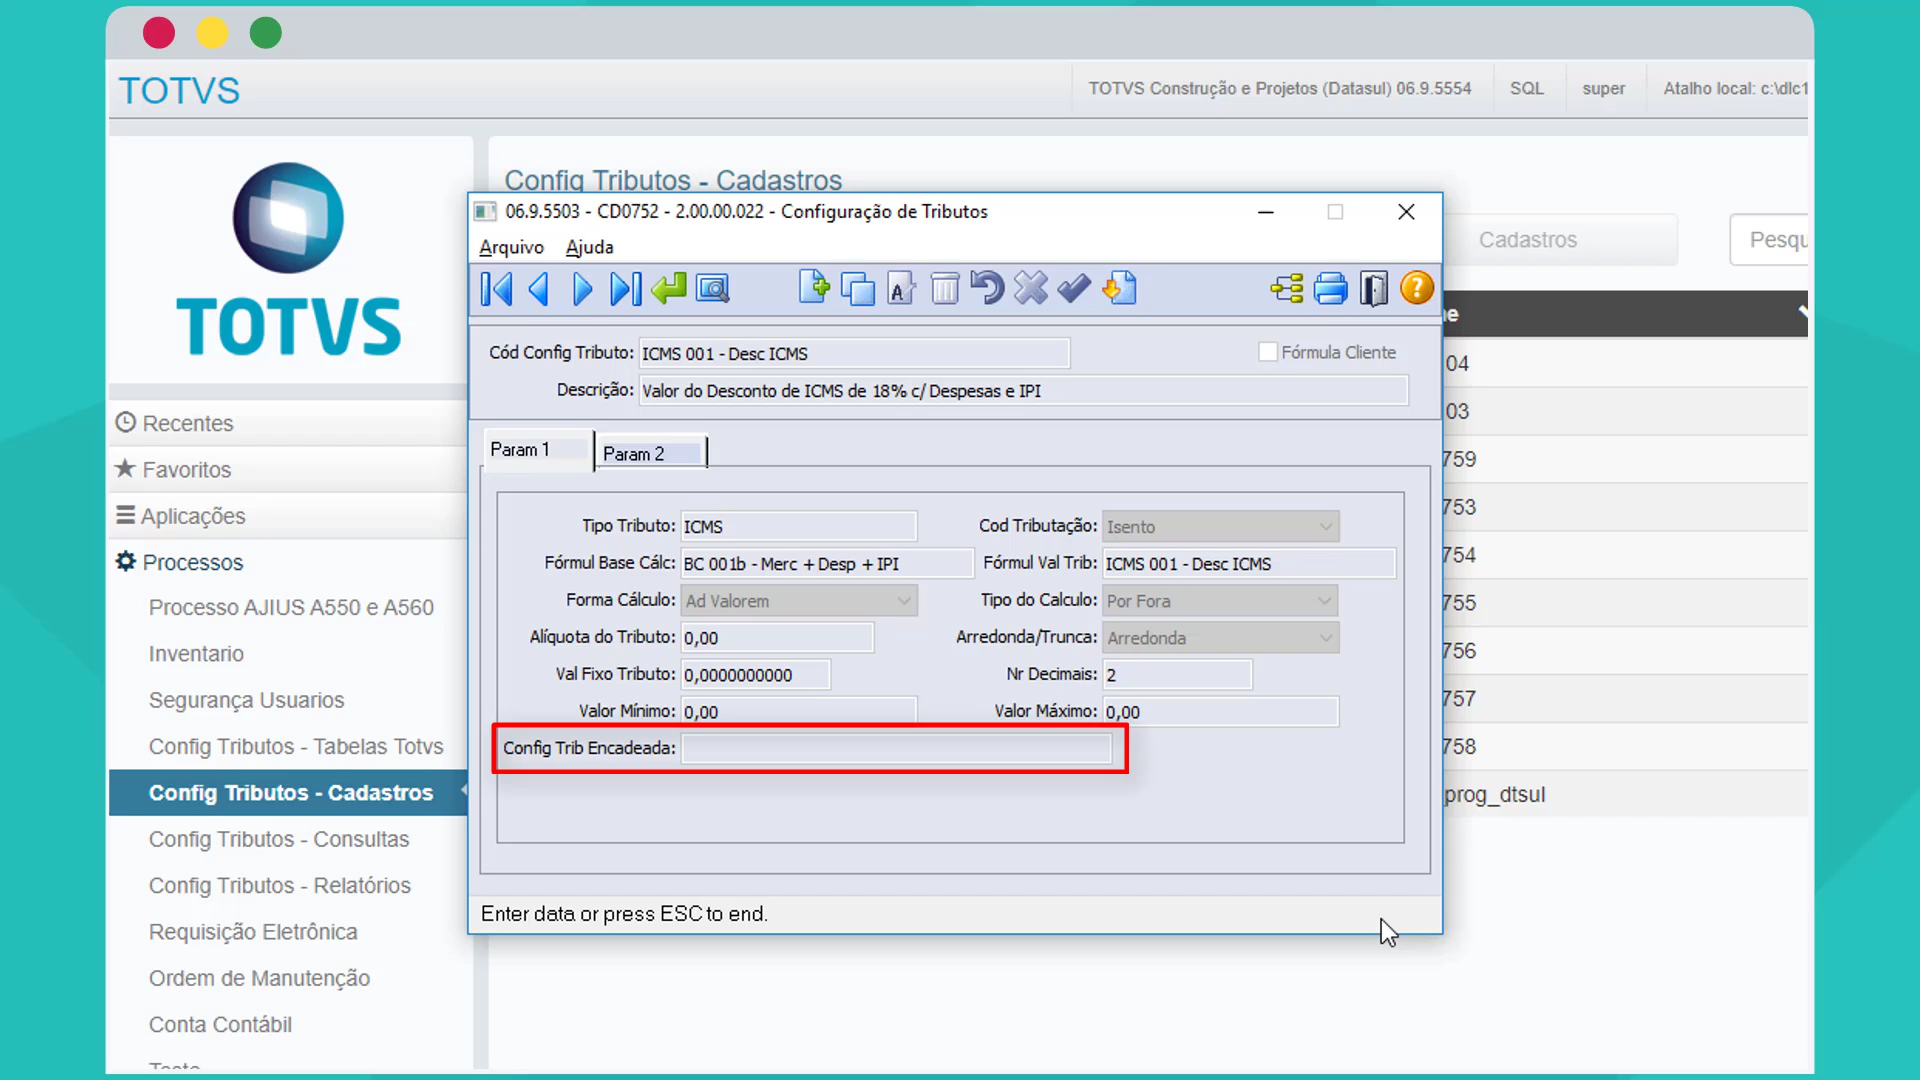 TOTVS
TOTVS Construção e Projetos (Datasul) 06.9.5554
SQL
super
Atalho local: c:\dlc1
TOTVS
Recentes
Favoritos
Aplicações
Processos
Processo AJIUS A550 e A560
Inventario
Segurança Usuarios
Config Tributos - Tabelas Totvs
Config Tributos - Cadastros
Config Tributos - Consultas
Config Tributos - Relatórios
Requisição Eletrônica
Ordem de Manutenção
Conta Contábil
Config Tributos - Cadastros
Cadastros
Pesqu
06.9.5503 - CD0752 - 2.00.00.022 - Configuração de Tributos
Arquivo Ajuda
Cód Config Tributo: ICMS 001 - Desc ICMS
Fórmula Cliente
Descrição: Valor do Desconto de ICMS de 18% c/ Despesas e IPI
Param 1
Param 2
Tipo Tributo: ICMS
Cod Tributação: Isento
Fórmul Base Cálc: BC 001b - Merc + Desp + IPI
Fórmul Val Trib: ICMS 001 - Desc ICMS
Forma Cálculo: Ad Valorem
Tipo do Calculo: Por Fora
Alíquota do Tributo: 0,00
Arredonda/Trunca: Arredonda
Val Fixo Tributo: 0,0000000000
Nr Decimais: 2
Valor Mínimo: 0,00
Valor Máximo: 0,00
Config Trib Encadeada:
Enter data or press ESC to end.
e
04
03
759
753
754
755
756
757
758
prog_dtsul